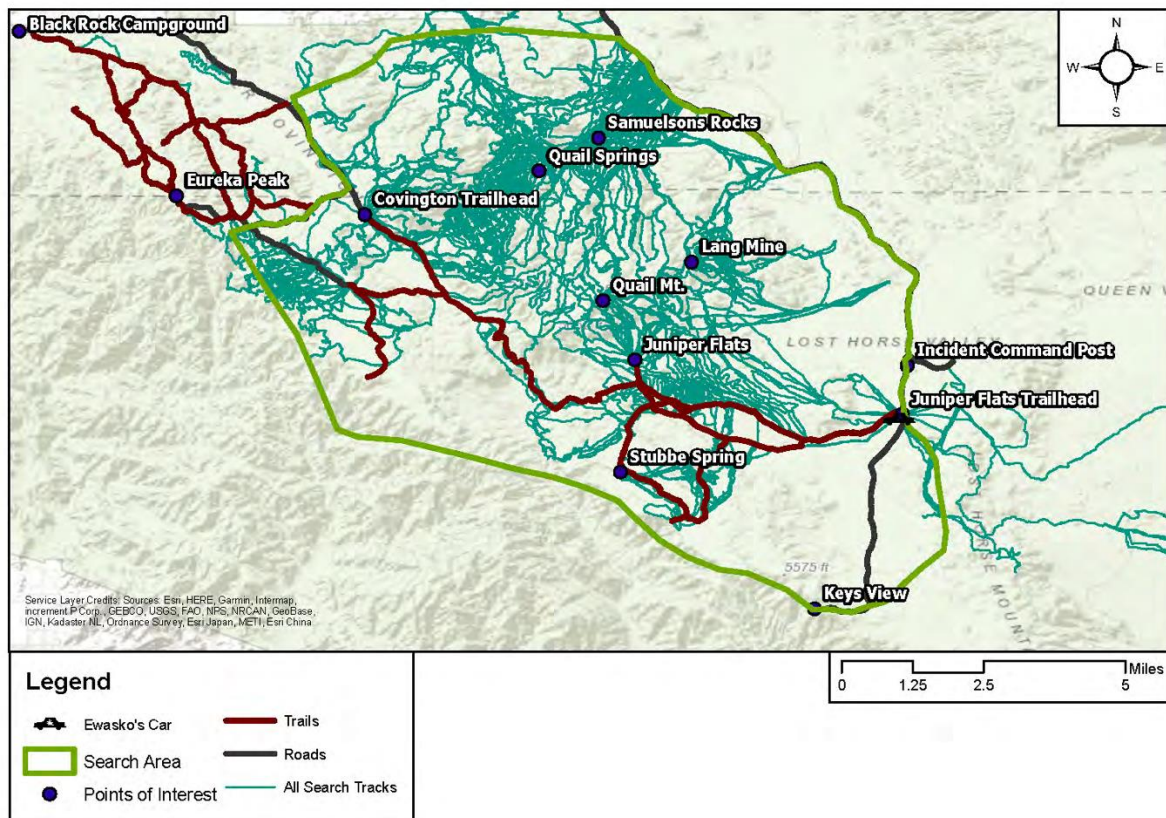 Black Rock Campground
N
W E
S
Samuelsons Rocks
Quail Springs
Eureka Peak
Covington Trailhead
Lang Mine
Quail Mt.
Juniper Flats
LOST HORSE VALLEY
Incident Command Post
Juniper Flats Trailhead
Stubbe Spring
5575 ft
Keys View
Service Layer Credits: Sources: Esri, HERE, Garmin, Intermap,
increment P Corp., GEBCO, USGS, FAO, NPS, NRCAN, GeoBase,
IGN, Kadaster NL, Ordnance Survey, Esri Japan, METI, Esri China
Legend
Ewasko's Car
Trails
Search Area
Roads
Points of Interest
All Search Tracks
Miles
0 1.25 2.5 5